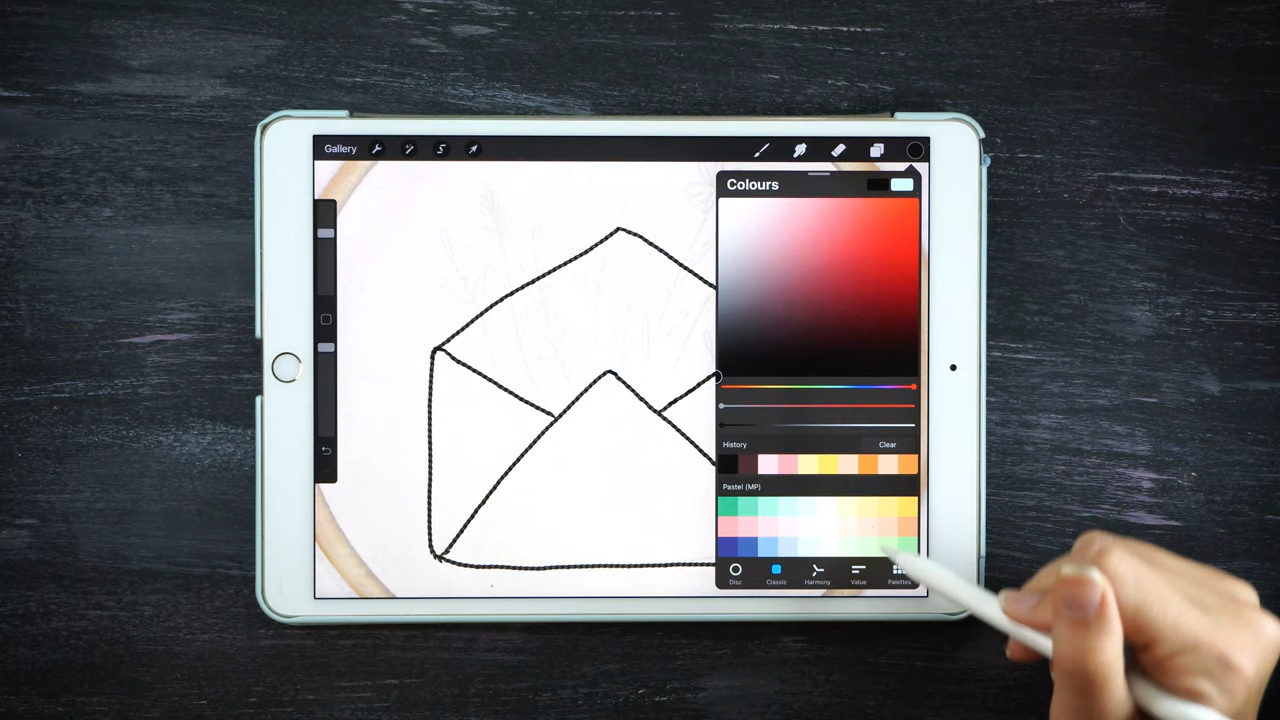 Gallery
Colours
History Clear
Pastel (MP)
Disc Classic Harmony Value Palettes